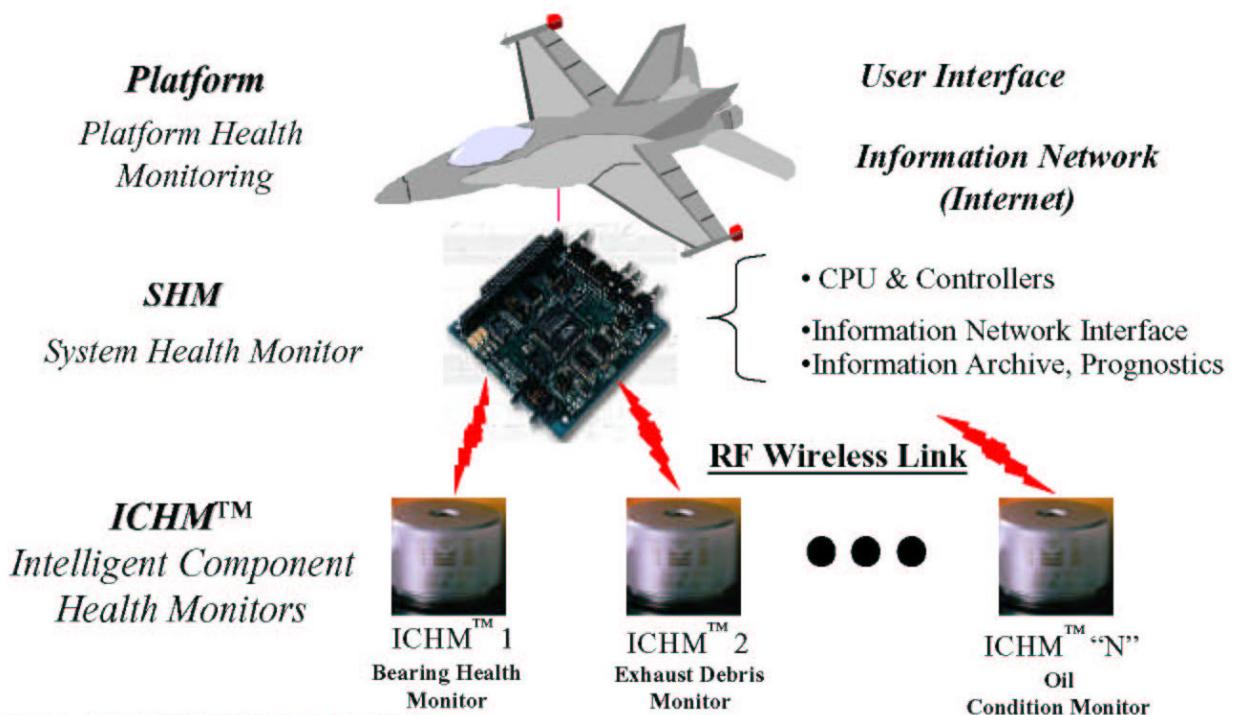 Platform
Platform Health
Monitoring
User Interface
Information Network
(Internet)
SHM
System Health Monitor
• CPU & Controllers
•Information Network Interface
•Information Archive, Prognostics
RF Wireless Link
ICHM™
Intelligent Component
Health Monitors
ICHM™ 1
Bearing Health
Monitor
ICHM™ 2
Exhaust Debris
Monitor
ICHM™ “N”
Oil
Condition Monitor